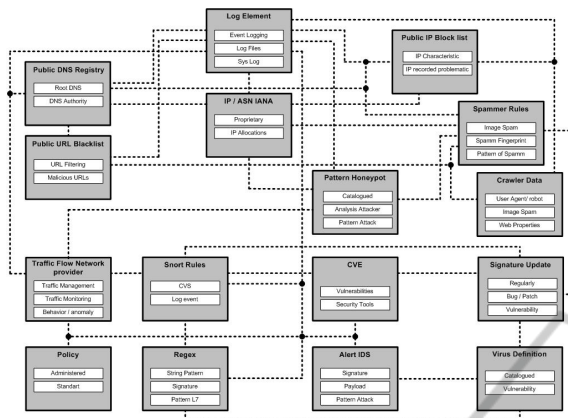 Log Element
Event Logging
Log Files
Sys Log
Public IP Block list
IP Characteristic
IP recorded problematic
Public DNS Registry
Root DNS
DNS Authority
IP / ASN IANA
Proprietary
IP Allocations
Spammer Rules
Image Spam
Spamm Fingerprint
Pattern of Spamm
Public URL Blacklist
URL Filtering
Malicious URLs
Pattern Honeypot
Catalogued
Analysis Attacker
Pattern Attack
Crawler Data
User Agent/ robot
Image Spam
Web Properties
Traffic Flow Network
provider
Traffic Management
Traffic Monitoring
Behavior / anomaly
Snort Rules
CVS
Log event
CVE
Vulnerabilities
Security Tools
Signature Update
Regularly
Bug / Patch
Vulnerability
Policy
Administered
Standart
Regex
String Pattern
Signature
Pattern L7
Alert IDS
Signature
Payload
Pattern Attack
Virus Definition
Catalogued
Vulnerability